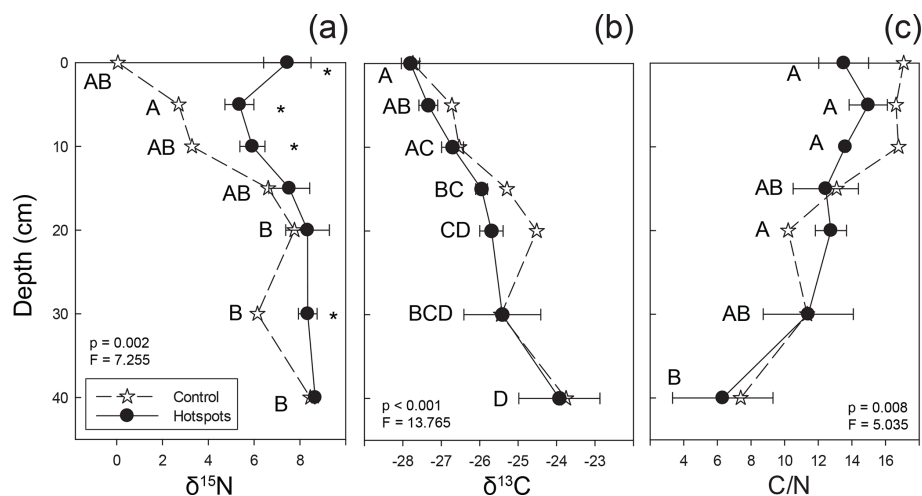 (a) (b) (c)
Depth (cm)
0
10
20
30
40
AB
A
AB
AB
B
B
B
*
*
*
*
p = 0.002
F = 7.255
Control
Hotspots
0 2 4 6 8
δ¹⁵N
A
AB
AC
BC
CD
BCD
D
p < 0.001
F = 13.765
-28 -27 -26 -25 -24 -23
δ¹³C
A
A
A
AB
A
AB
B
p = 0.008
F = 5.035
4 6 8 10 12 14 16
C/N